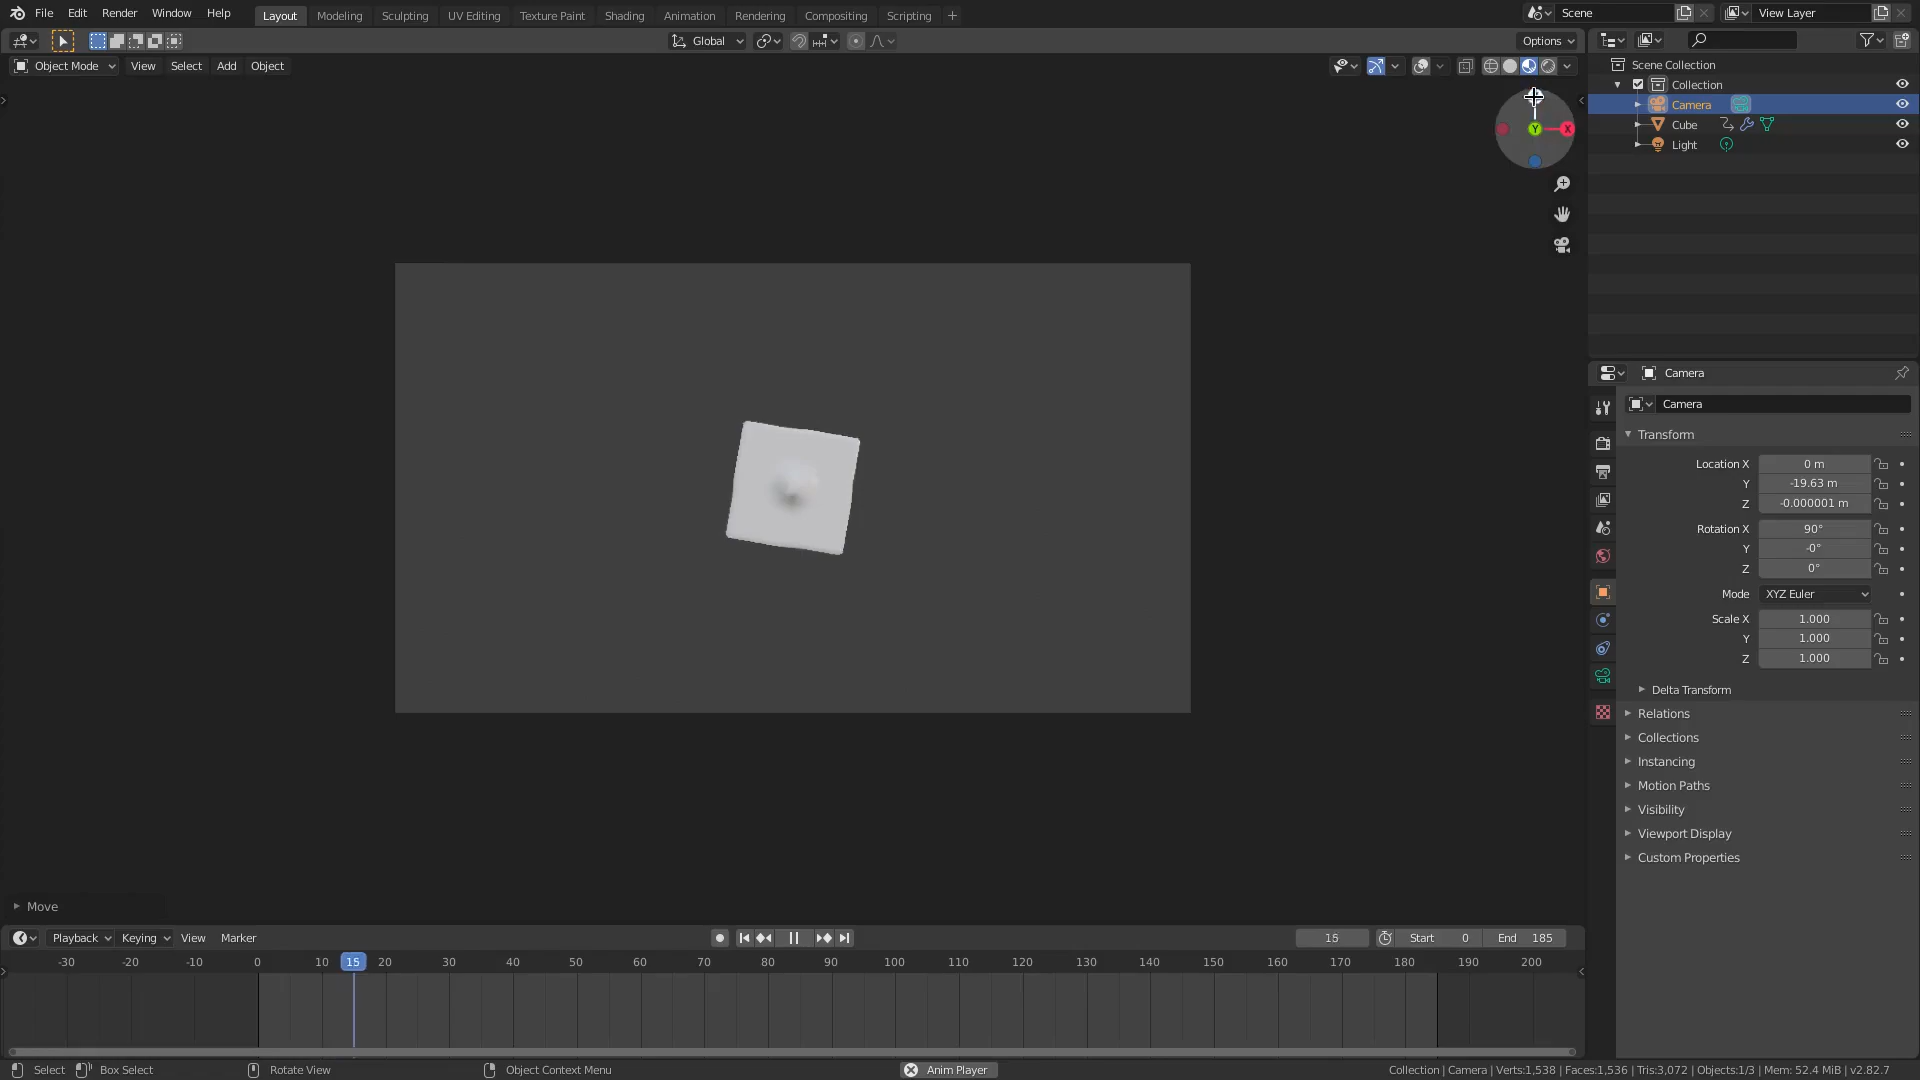 File Edit Render Window Help Layout Modeling Sculpting UV Editing Texture Paint Shading Animation Rendering Compositing Scripting + Scene View Layer
Global Options
Object Mode View Select Add Object
Scene Collection
Collection
Camera
Cube
Light
Y X
Camera
Camera
Transform
Location X 0 m
Y -19.63 m
Z -0.000001 m
Rotation X 90°
Y -0°
Z 0°
Mode XYZ Euler
Scale X 1.000
Y 1.000
Z 1.000
Delta Transform
Relations
Collections
Instancing
Motion Paths
Visibility
Viewport Display
Custom Properties
Move
Playback Keying View Marker 15 Start 0 End 185
-30 -20 -10 0 10 15 20 30 40 50 60 70 80 90 100 110 120 130 140 150 160 170 180 190 200
Select Box Select Rotate View Object Context Menu Anim Player Collection | Camera | Verts:1,538 | Faces:1,536 | Tris:3,072 | Objects:1/3 | Mem: 52.4 MiB | v2.82.7